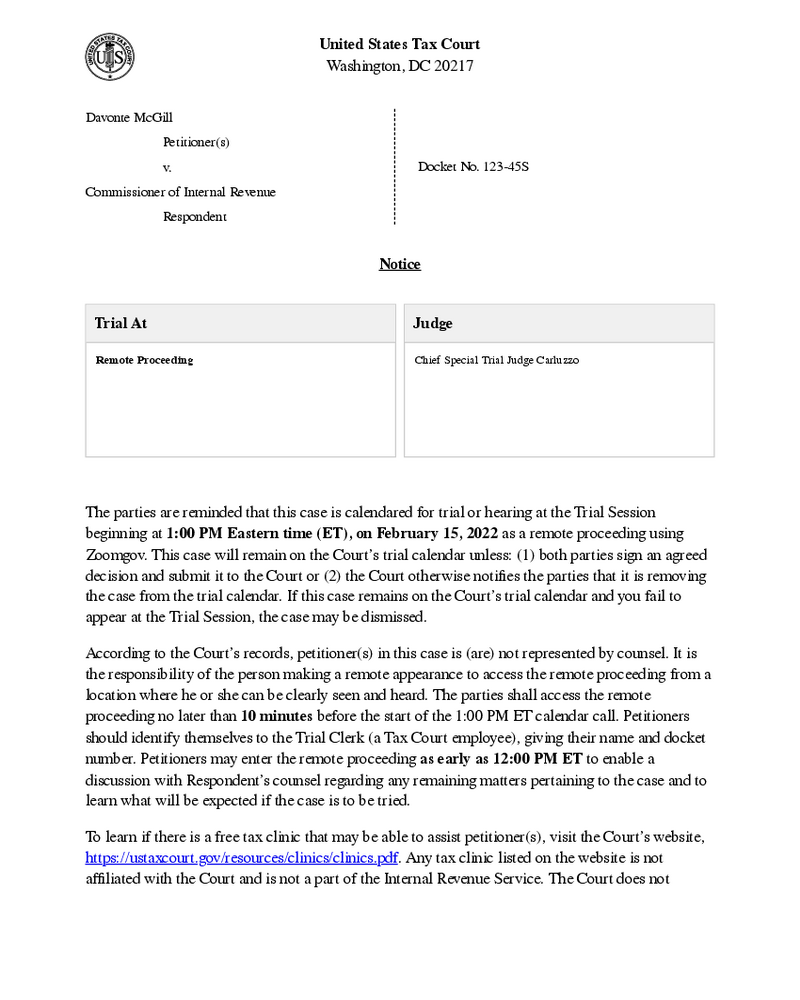 United States Tax Court
Washington, DC 20217
Davonte McGill
Petitioner(s)
v.
Docket No. 123-45S
Commissioner of Internal Revenue
Respondent
Notice
Trial At
Judge
Remote Proceeding
Chief Special Trial Judge Carluzzo
The parties are reminded that this case is calendared for trial or hearing at the Trial Session
beginning at 1:00 PM Eastern time (ET), on February 15, 2022 as a remote proceeding using
Zoomgov. This case will remain on the Court's trial calendar unless: (1) both parties sign an agreed
decision and submit it to the Court or (2) the Court otherwise notifies the parties that it is removing
the case from the trial calendar. If this case remains on the Court's trial calendar and you fail to
appear at the Trial Session, the case may be dismissed.
According to the Court's records, petitioner(s) in this case is (are) not represented by counsel. It is
the responsibility of the person making a remote appearance to access the remote proceeding from a
location where he or she can be clearly seen and heard. The parties shall access the remote
proceeding no later than 10 minutes before the start of the 1:00 PM ET calendar call. Petitioners
should identify themselves to the Trial Clerk (a Tax Court employee), giving their name and docket
number. Petitioners may enter the remote proceeding as early as 12:00 PM ET to enable a
discussion with Respondent's counsel regarding any remaining matters pertaining to the case and to
learn what will be expected if the case is to be tried.
To learn if there is a free tax clinic that may be able to assist petitioner(s), visit the Court's website,
https://ustaxcourt.gov/resources/clinics/clinics.pdf. Any tax clinic listed on the website is not
affiliated with the Court and is not a part of the Internal Revenue Service. The Court does not